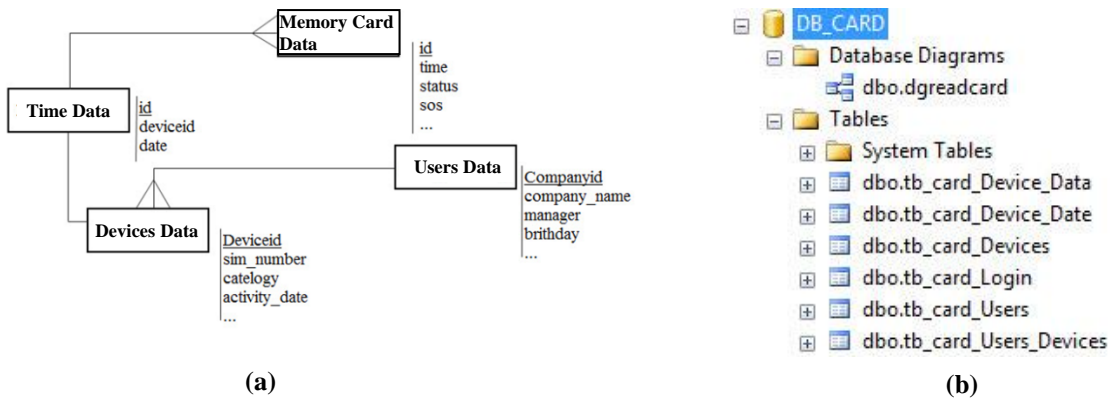 Memory Card
Data
id
time
status
sos
...
Time Data
id
deviceid
date
Users Data
Companyid
company_name
manager
brithday
...
Devices Data
Deviceid
sim_number
catelogy
activity_date
...
(a)
DB_CARD
Database Diagrams
dbo.dgreadcard
Tables
System Tables
dbo.tb_card_Device_Data
dbo.tb_card_Device_Date
dbo.tb_card_Devices
dbo.tb_card_Login
dbo.tb_card_Users
dbo.tb_card_Users_Devices
(b)